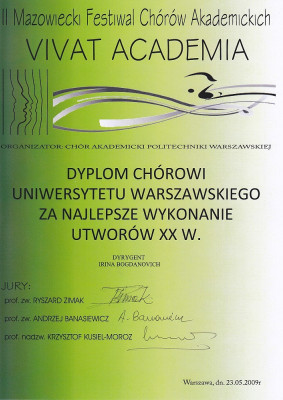 II Mazowiecki Festiwal Chórów Akademickich
VIVAT ACADEMIA
ORGANIZATOR: CHÓR AKADEMICKI POLITECHNIKI WARSZAWSKIEJ
DYPLOM CHÓROWI
UNIWERSYTETU WARSZAWSKIEGO
ZA NAJLEPSZE WYKONANIE
UTWORÓW XX W.
DYRYGENT
IRINA BOGDANOVICH
JURY:
prof. zw. RYSZARD ZIMAK
prof. zw. ANDRZEJ BANASIEWICZ A. Banasiewicz
prof. nadzw. KRZYSZTOF KUSIEL-MOROZ
Warszawa, dn. 23.05.2009r